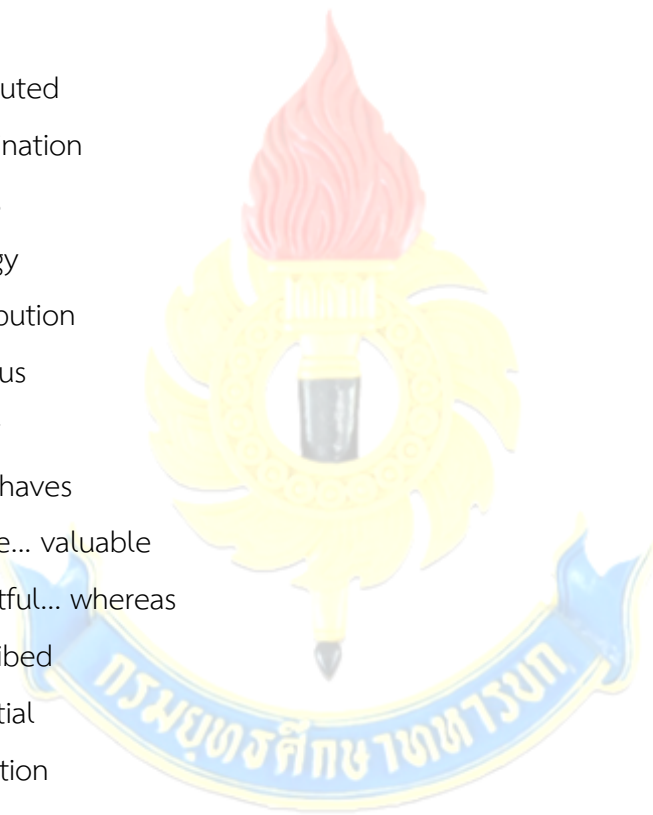 uted
nation
gy
oution
us
haves
e... valuable
tful... whereas
ibed
tial
tion
กรมยุทธศึกษาทหารบก